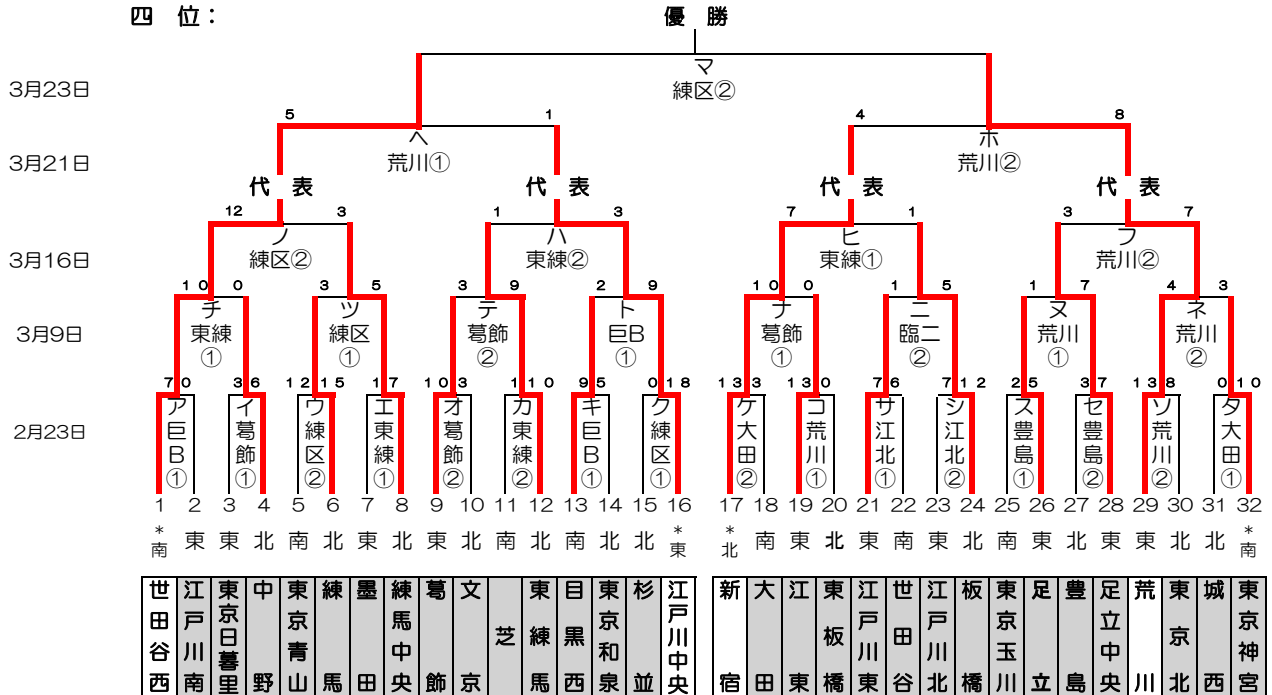 四 位： 優 勝
マ
3月23日 練区②
5 1 4 8
ヘ ホ
3月21日 荒川① 荒川②
代 表 代 表 代 表 代 表
12 3 1 3 7 1 3 7
ノ ハ ヒ フ
3月16日 練区② 東練② 東練① 荒川②
10 0 3 5 3 9 2 9 10 0 1 5 1 7 4 3
チ ツ テ ト ナ ニ ヌ ネ
3月9日 東練① 練区① 葛飾② 巨B① 葛飾① 臨二② 荒川① 荒川②
7 0 3 6 12 15 1 7 10 3 1 10 9 5 0 18 13 3 13 0 7 6 7 12 2 5 3 7 13 8 0 10
2月23日 ア巨B① イ葛飾① ウ練区② エ東練① オ葛飾② カ東練② キ巨B① ク練区① ケ大田② コ荒川① サ江北① シ江北② ス豊島① セ豊島② ソ荒川② タ大田①
1 2 3 4 5 6 7 8 9 10 11 12 13 14 15 16 17 18 19 20 21 22 23 24 25 26 27 28 29 30 31 32
*南 東 東 北 南 北 東 北 東 北 南 北 南 北 北 *東 *北 南 東 北 東 南 東 北 南 東 北 東 東 北 北 *南
世田谷西 江戸川南 東京日暮里 中野 東京青山 練馬 墨田 練馬中央 葛飾 文京 芝 東練馬 目黒西 東京和泉 杉並 江戸川中央 新宿 大田 江東 東板橋 江戸川東 世田谷 江戸川北 板橋 東京玉川 足立 豊島 足立中央 荒川 東京北 城西 東京神宮